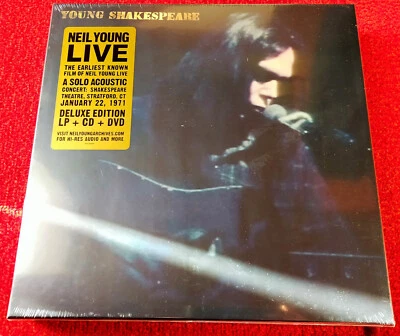 YOUNG SHAKESPEARE
NEIL YOUNG
LIVE
THE EARLIEST KNOWN
FILM OF NEIL YOUNG LIVE
A SOLO ACOUSTIC
CONCERT: SHAKESPEARE
THEATRE, STRATFORD, CT
JANUARY 22, 1971
DELUXE EDITION
LP + CD + DVD
VISIT NEILYOUNGARCHIVES.COM
FOR HI-RES AUDIO AND MORE